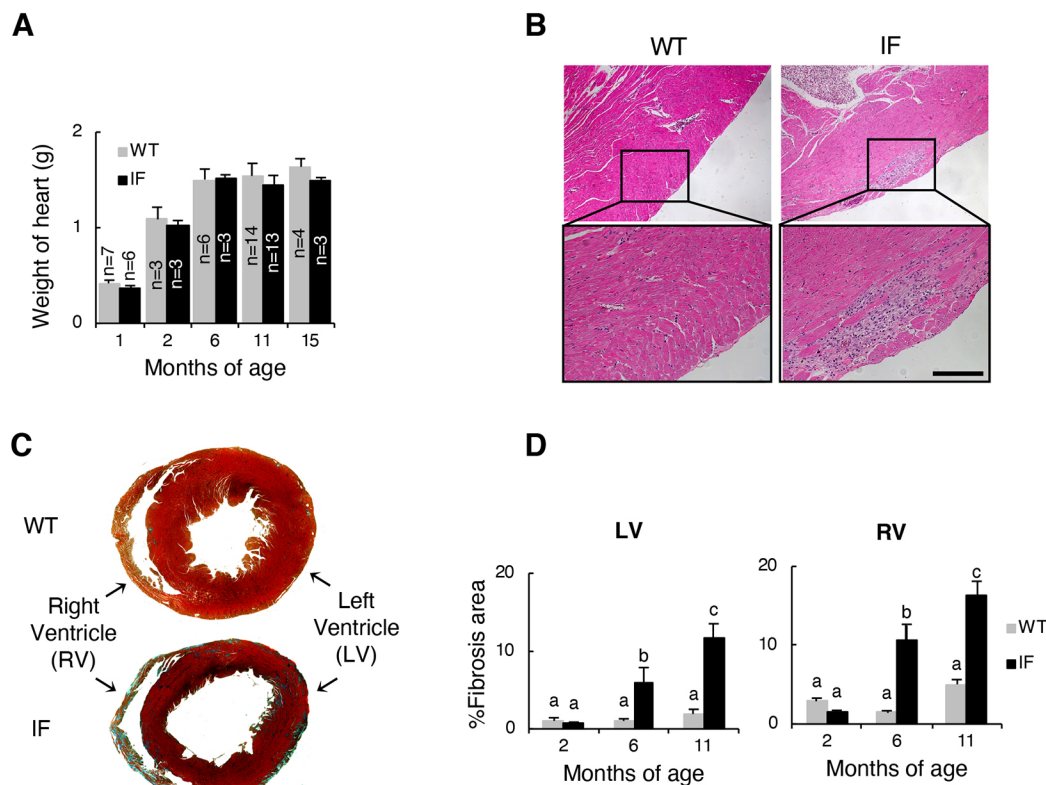 A
2
1
0
Weight of heart (g)
WT
IF
n=7
n=6
n=3
n=3
n=6
n=3
n=14
n=13
n=4
n=3
1 2 6 11 15
Months of age
B
WT IF
C
WT
Right
Ventricle
(RV)
Left
Ventricle
(LV)
IF
D
LV
20
10
0
%Fibrosis area
a a a b a c
2 6 11
Months of age
RV
20
10
0
a a a b a c
2 6 11
Months of age
WT
IF